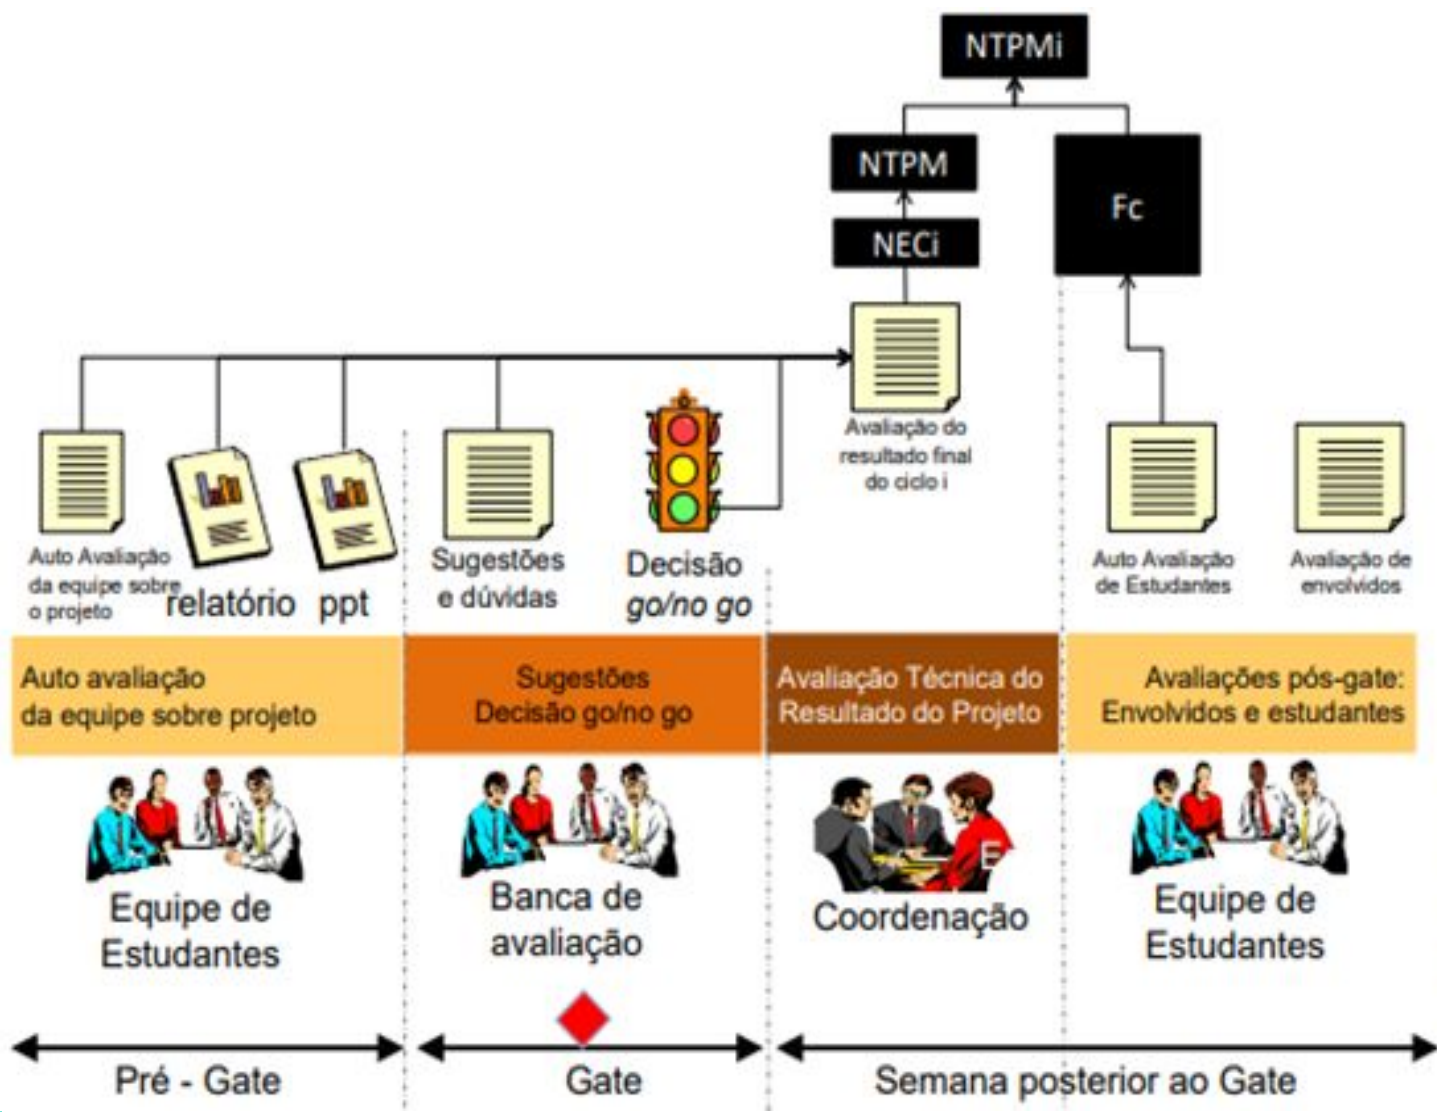 NTPMi
NTPM
Fc
NECi
Avaliação do
resultado final
do ciclo i
Auto Avaliação
da equipe sobre
o projeto
relatório
ppt
Sugestões
e dúvidas
Decisão
go/no go
Auto Avaliação
de Estudantes
Avaliação de
envolvidos
Auto avaliação
da equipe sobre projeto
Sugestões
Decisão go/no go
Avaliação Técnica do
Resultado do Projeto
Avaliações pós-gate:
Envolvidos e estudantes
Equipe de
Estudantes
Banca de
avaliação
E
Coordenação
Equipe de
Estudantes
Pré - Gate
Gate
Semana posterior ao Gate